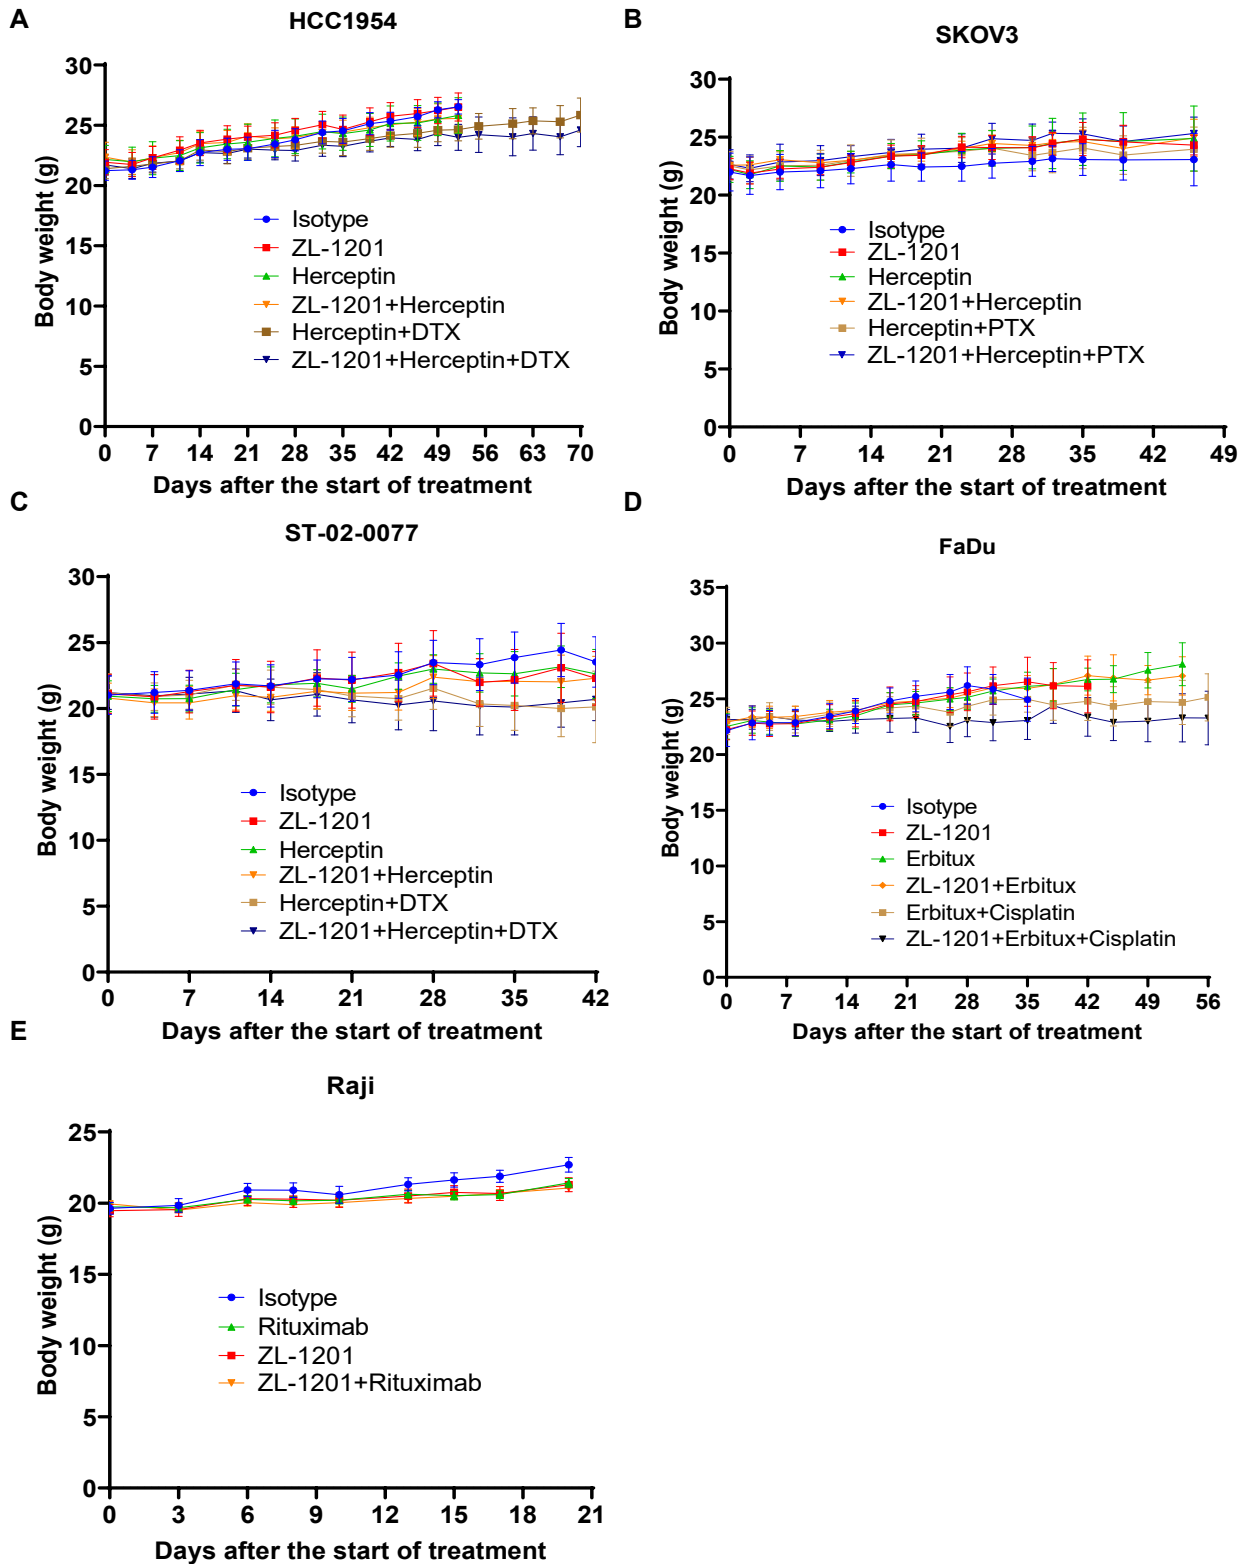 A
HCC1954
Body weight (g)
30
25
20
15
10
5
0
Isotype
ZL-1201
Herceptin
ZL-1201+Herceptin
Herceptin+DTX
ZL-1201+Herceptin+DTX
0 7 14 21 28 35 42 49 56 63 70
Days after the start of treatment
B
SKOV3
Body weight (g)
30
25
20
15
10
5
0
Isotype
ZL-1201
Herceptin
ZL-1201+Herceptin
Herceptin+PTX
ZL-1201+Herceptin+PTX
0 7 14 21 28 35 42 49
Days after the start of treatment
C
ST-02-0077
Body weight (g)
30
25
20
15
10
5
0
Isotype
ZL-1201
Herceptin
ZL-1201+Herceptin
Herceptin+DTX
ZL-1201+Herceptin+DTX
0 7 14 21 28 35 42
Days after the start of treatment
D
FaDu
Body weight (g)
35
30
25
20
15
10
5
0
Isotype
ZL-1201
Erbitux
ZL-1201+Erbitux
Erbitux+Cisplatin
ZL-1201+Erbitux+Cisplatin
0 7 14 21 28 35 42 49 56
Days after the start of treatment
E
Raji
Body weight (g)
25
20
15
10
5
0
Isotype
Rituximab
ZL-1201
ZL-1201+Rituximab
0 3 6 9 12 15 18 21
Days after the start of treatment